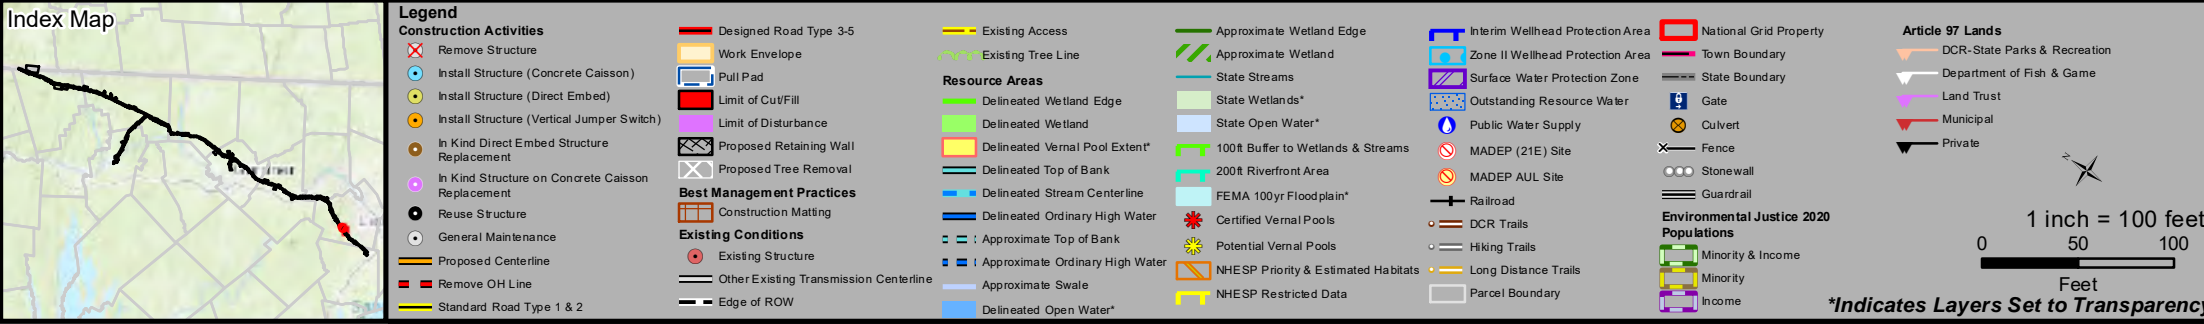 Index Map
Legend
Construction Activities
Remove Structure
Install Structure (Concrete Caisson)
Install Structure (Direct Embed)
Install Structure (Vertical Jumper Switch)
In Kind Direct Embed Structure
Replacement
In Kind Structure on Concrete Caisson
Replacement
Reuse Structure
General Maintenance
Proposed Centerline
Remove OH Line
Standard Road Type 1 & 2
Designed Road Type 3-5
Work Envelope
Pull Pad
Limit of Cut/Fill
Limit of Disturbance
Proposed Retaining Wall
Proposed Tree Removal
Best Management Practices
Construction Matting
Existing Conditions
Existing Structure
Other Existing Transmission Centerline
Edge of ROW
Existing Access
Existing Tree Line
Resource Areas
Delineated Wetland Edge
Delineated Wetland
Delineated Vernal Pool Extent*
Delineated Top of Bank
Delineated Stream Centerline
Delineated Ordinary High Water
Approximate Top of Bank
Approximate Ordinary High Water
Approximate Swale
Delineated Open Water*
Approximate Wetland Edge
Approximate Wetland
State Streams
State Wetlands*
State Open Water*
100ft Buffer to Wetlands & Streams
200ft Riverfront Area
FEMA 100yr Floodplain*
Certified Vernal Pools
Potential Vernal Pools
NHESP Priority & Estimated Habitats
NHESP Restricted Data
Interim Wellhead Protection Area
Zone II Wellhead Protection Area
Surface Water Protection Zone
Outstanding Resource Water
Public Water Supply
MADEP (21E) Site
MADEP AUL Site
Railroad
DCR Trails
Hiking Trails
Long Distance Trails
Parcel Boundary
National Grid Property
Town Boundary
State Boundary
Gate
Culvert
Fence
Stonewall
Guardrail
Environmental Justice 2020
Populations
Minority & Income
Minority
Income
Article 97 Lands
DCR-State Parks & Recreation
Department of Fish & Game
Land Trust
Municipal
Private
N
1 inch = 100 feet
0 50 100
Feet
*Indicates Layers Set to Transparency